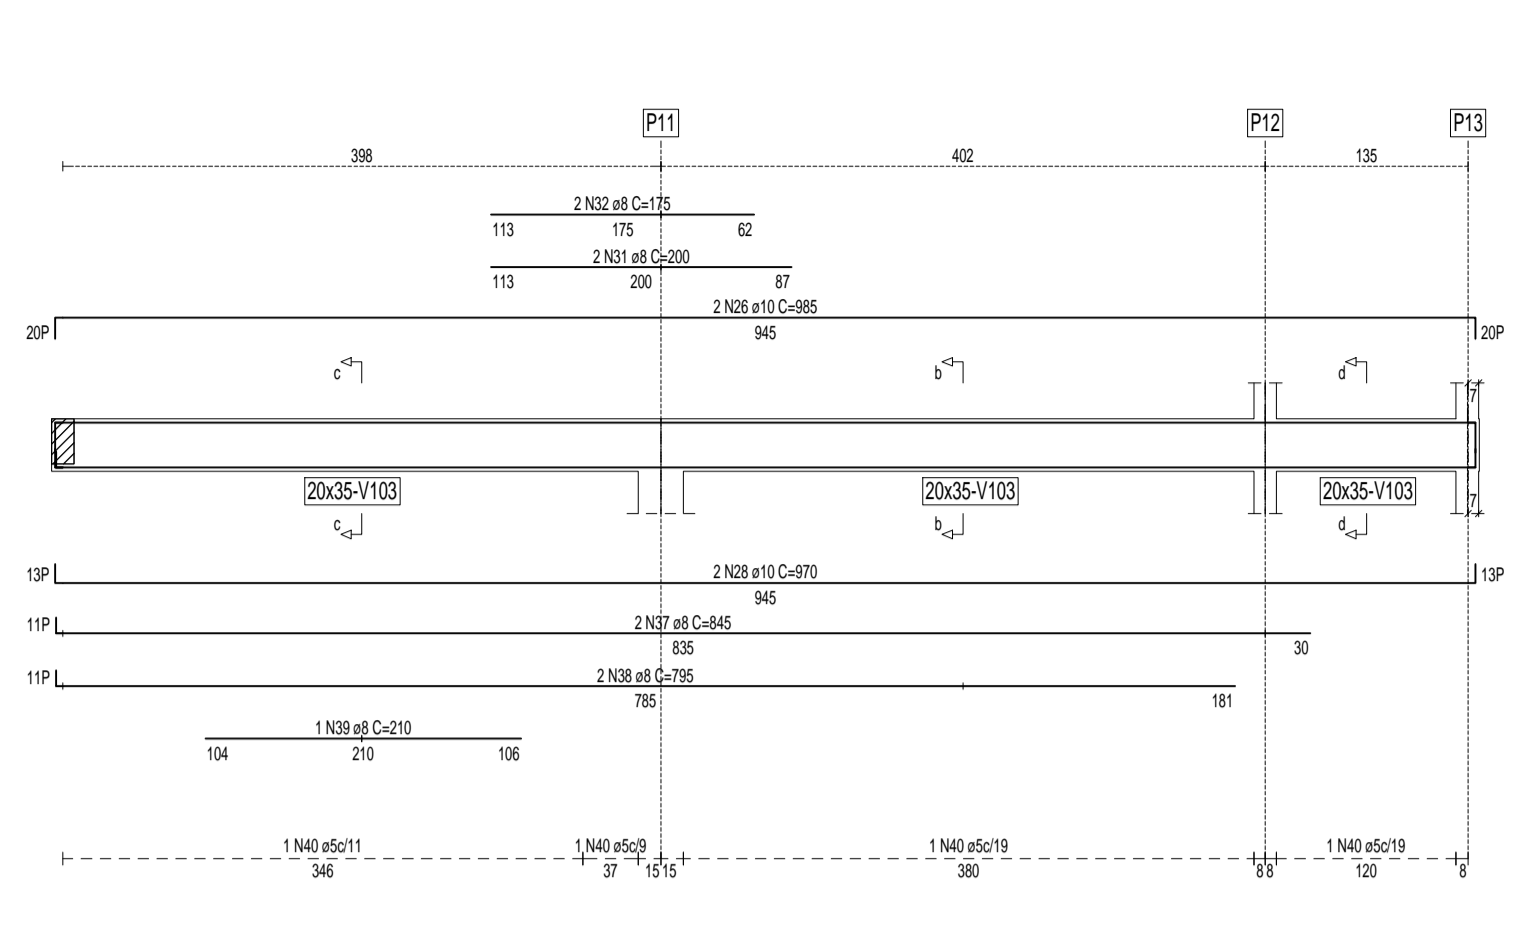 P11 P12 P13
398 402 135
2 N32 ø8 C=175
113 175 62
2 N31 ø8 C=200
113 200 87
2 N26 ø10 C=985
20P 945 20P
c b d
7
20x35-V103 20x35-V103 20x35-V103
7
c b d
2 N28 ø10 C=970
13P 13P
945
2 N37 ø8 C=845
11P
835 30
2 N38 ø8 C=795
11P
785 181
1 N39 ø8 C=210
104 210 106
1 N40 ø5c/11 1 N40 ø5c/9 1 N40 ø5c/19 1 N40 ø5c/19
346 37 15 15 380 8 8 120 8